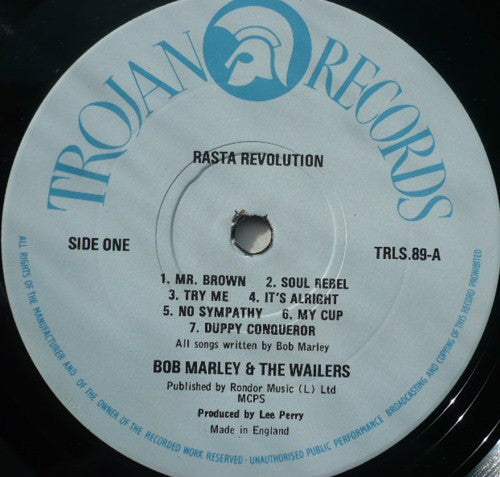 TROJAN RECORDS
RASTA REVOLUTION
SIDE ONE
TRLS.89-A
1. MR. BROWN 2. SOUL REBEL
3. TRY ME 4. IT'S ALRIGHT
5. NO SYMPATHY 6. MY CUP
7. DUPPY CONQUEROR
All songs written by Bob Marley
BOB MARLEY & THE WAILERS
Published by Rondor Music (L) Ltd
MCPS
Produced by Lee Perry
Made in England
ALL RIGHTS OF THE MANUFACTURER AND OF THE OWNER OF THE RECORDED WORK RESERVED - UNAUTHORISED PUBLIC PERFORMANCE BROADCASTING AND COPYING OF THIS RECORD PROHIBITED